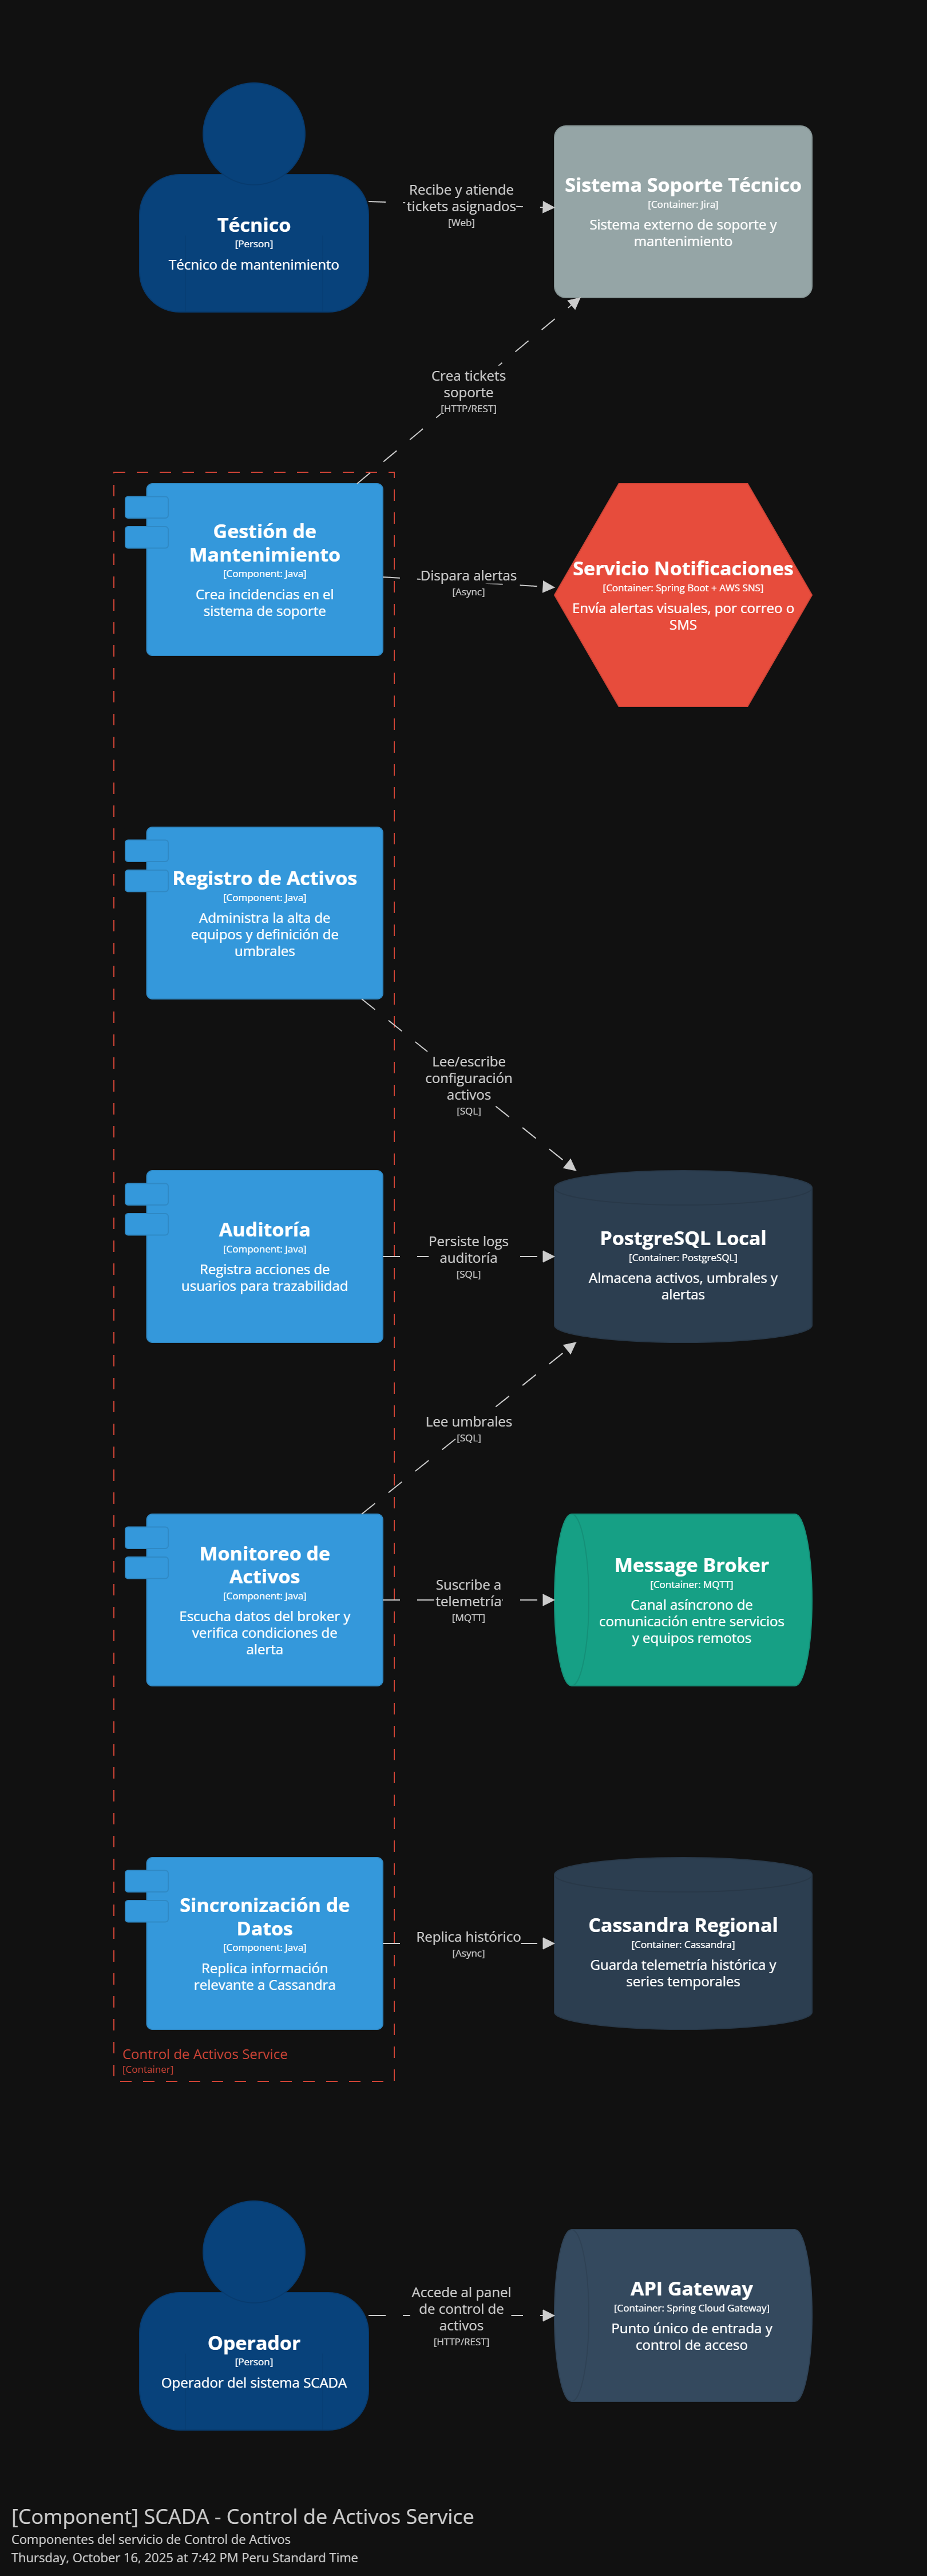 Técnico
[Person]
Técnico de mantenimiento
Recibe y atiende
tickets asignados
[Web]
Sistema Soporte Técnico
[Container: Jira]
Sistema externo de soporte y
mantenimiento
Crea tickets
soporte
[HTTP/REST]
Gestión de
Mantenimiento
[Component: Java]
Crea incidencias en el
sistema de soporte
Dispara alertas
[Async]
Servicio Notificaciones
[Container: Spring Boot + AWS SNS]
Envía alertas visuales, por correo o
SMS
Registro de Activos
[Component: Java]
Administra la alta de
equipos y definición de
umbrales
Lee/escribe
configuración
activos
[SQL]
Auditoría
[Component: Java]
Registra acciones de
usuarios para trazabilidad
Persiste logs
auditoría
[SQL]
PostgreSQL Local
[Container: PostgreSQL]
Almacena activos, umbrales y
alertas
Lee umbrales
[SQL]
Monitoreo de
Activos
[Component: Java]
Escucha datos del broker y
verifica condiciones de
alerta
Suscribe a
telemetría
[MQTT]
Message Broker
[Container: MQTT]
Canal asíncrono de
comunicación entre servicios
y equipos remotos
Sincronización de
Datos
[Component: Java]
Replica información
relevante a Cassandra
Replica histórico
[Async]
Cassandra Regional
[Container: Cassandra]
Guarda telemetría histórica y
series temporales
Control de Activos Service
[Container]
Operador
[Person]
Operador del sistema SCADA
Accede al panel
de control de
activos
[HTTP/REST]
API Gateway
[Container: Spring Cloud Gateway]
Punto único de entrada y
control de acceso
[Component] SCADA - Control de Activos Service
Componentes del servicio de Control de Activos
Thursday, October 16, 2025 at 7:42 PM Peru Standard Time